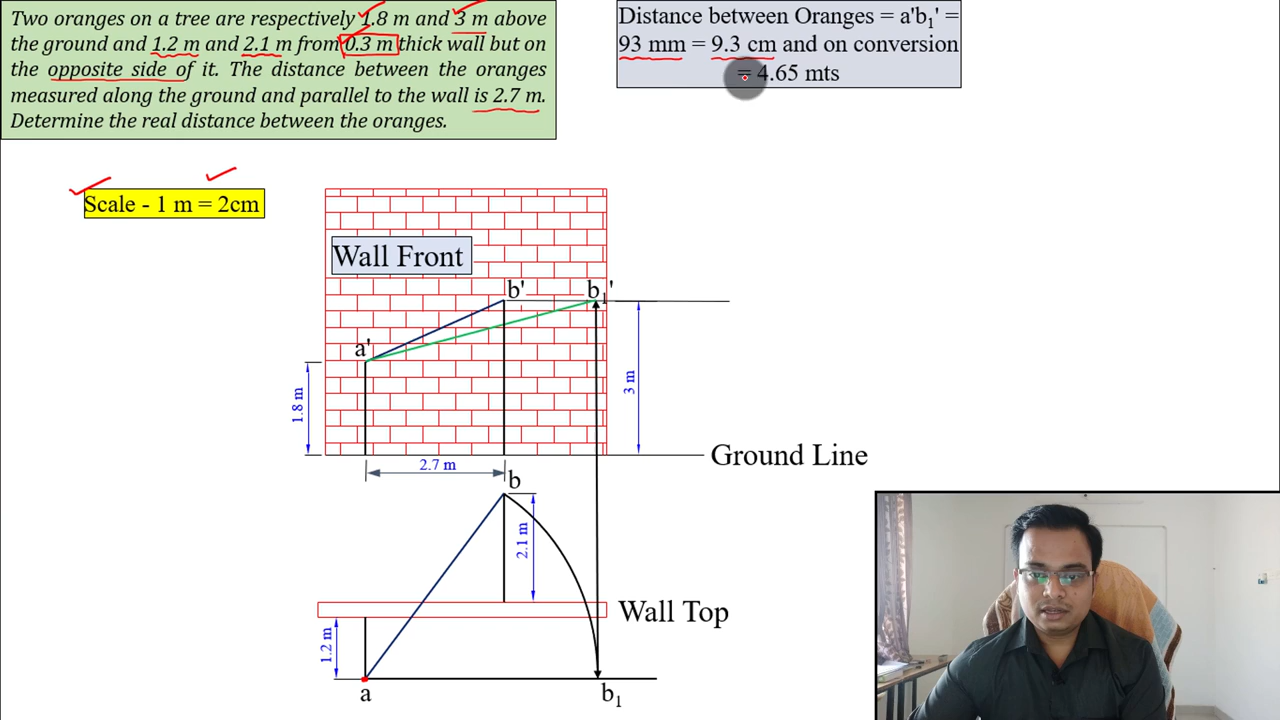 Two oranges on a tree are respectively 1.8 m and 3 m above
the ground and 1.2 m and 2.1 m from 0.3 m thick wall but on
the opposite side of it. The distance between the oranges
measured along the ground and parallel to the wall is 2.7 m.
Determine the real distance between the oranges.
Distance between Oranges = a'b₁' =
93 mm = 9.3 cm and on conversion
= 4.65 mts
Scale - 1 m = 2cm
Wall Front
b'
b₁'
a'
1.8 m
3 m
2.7 m
Ground Line
b
2.1 m
Wall Top
1.2 m
a
b₁